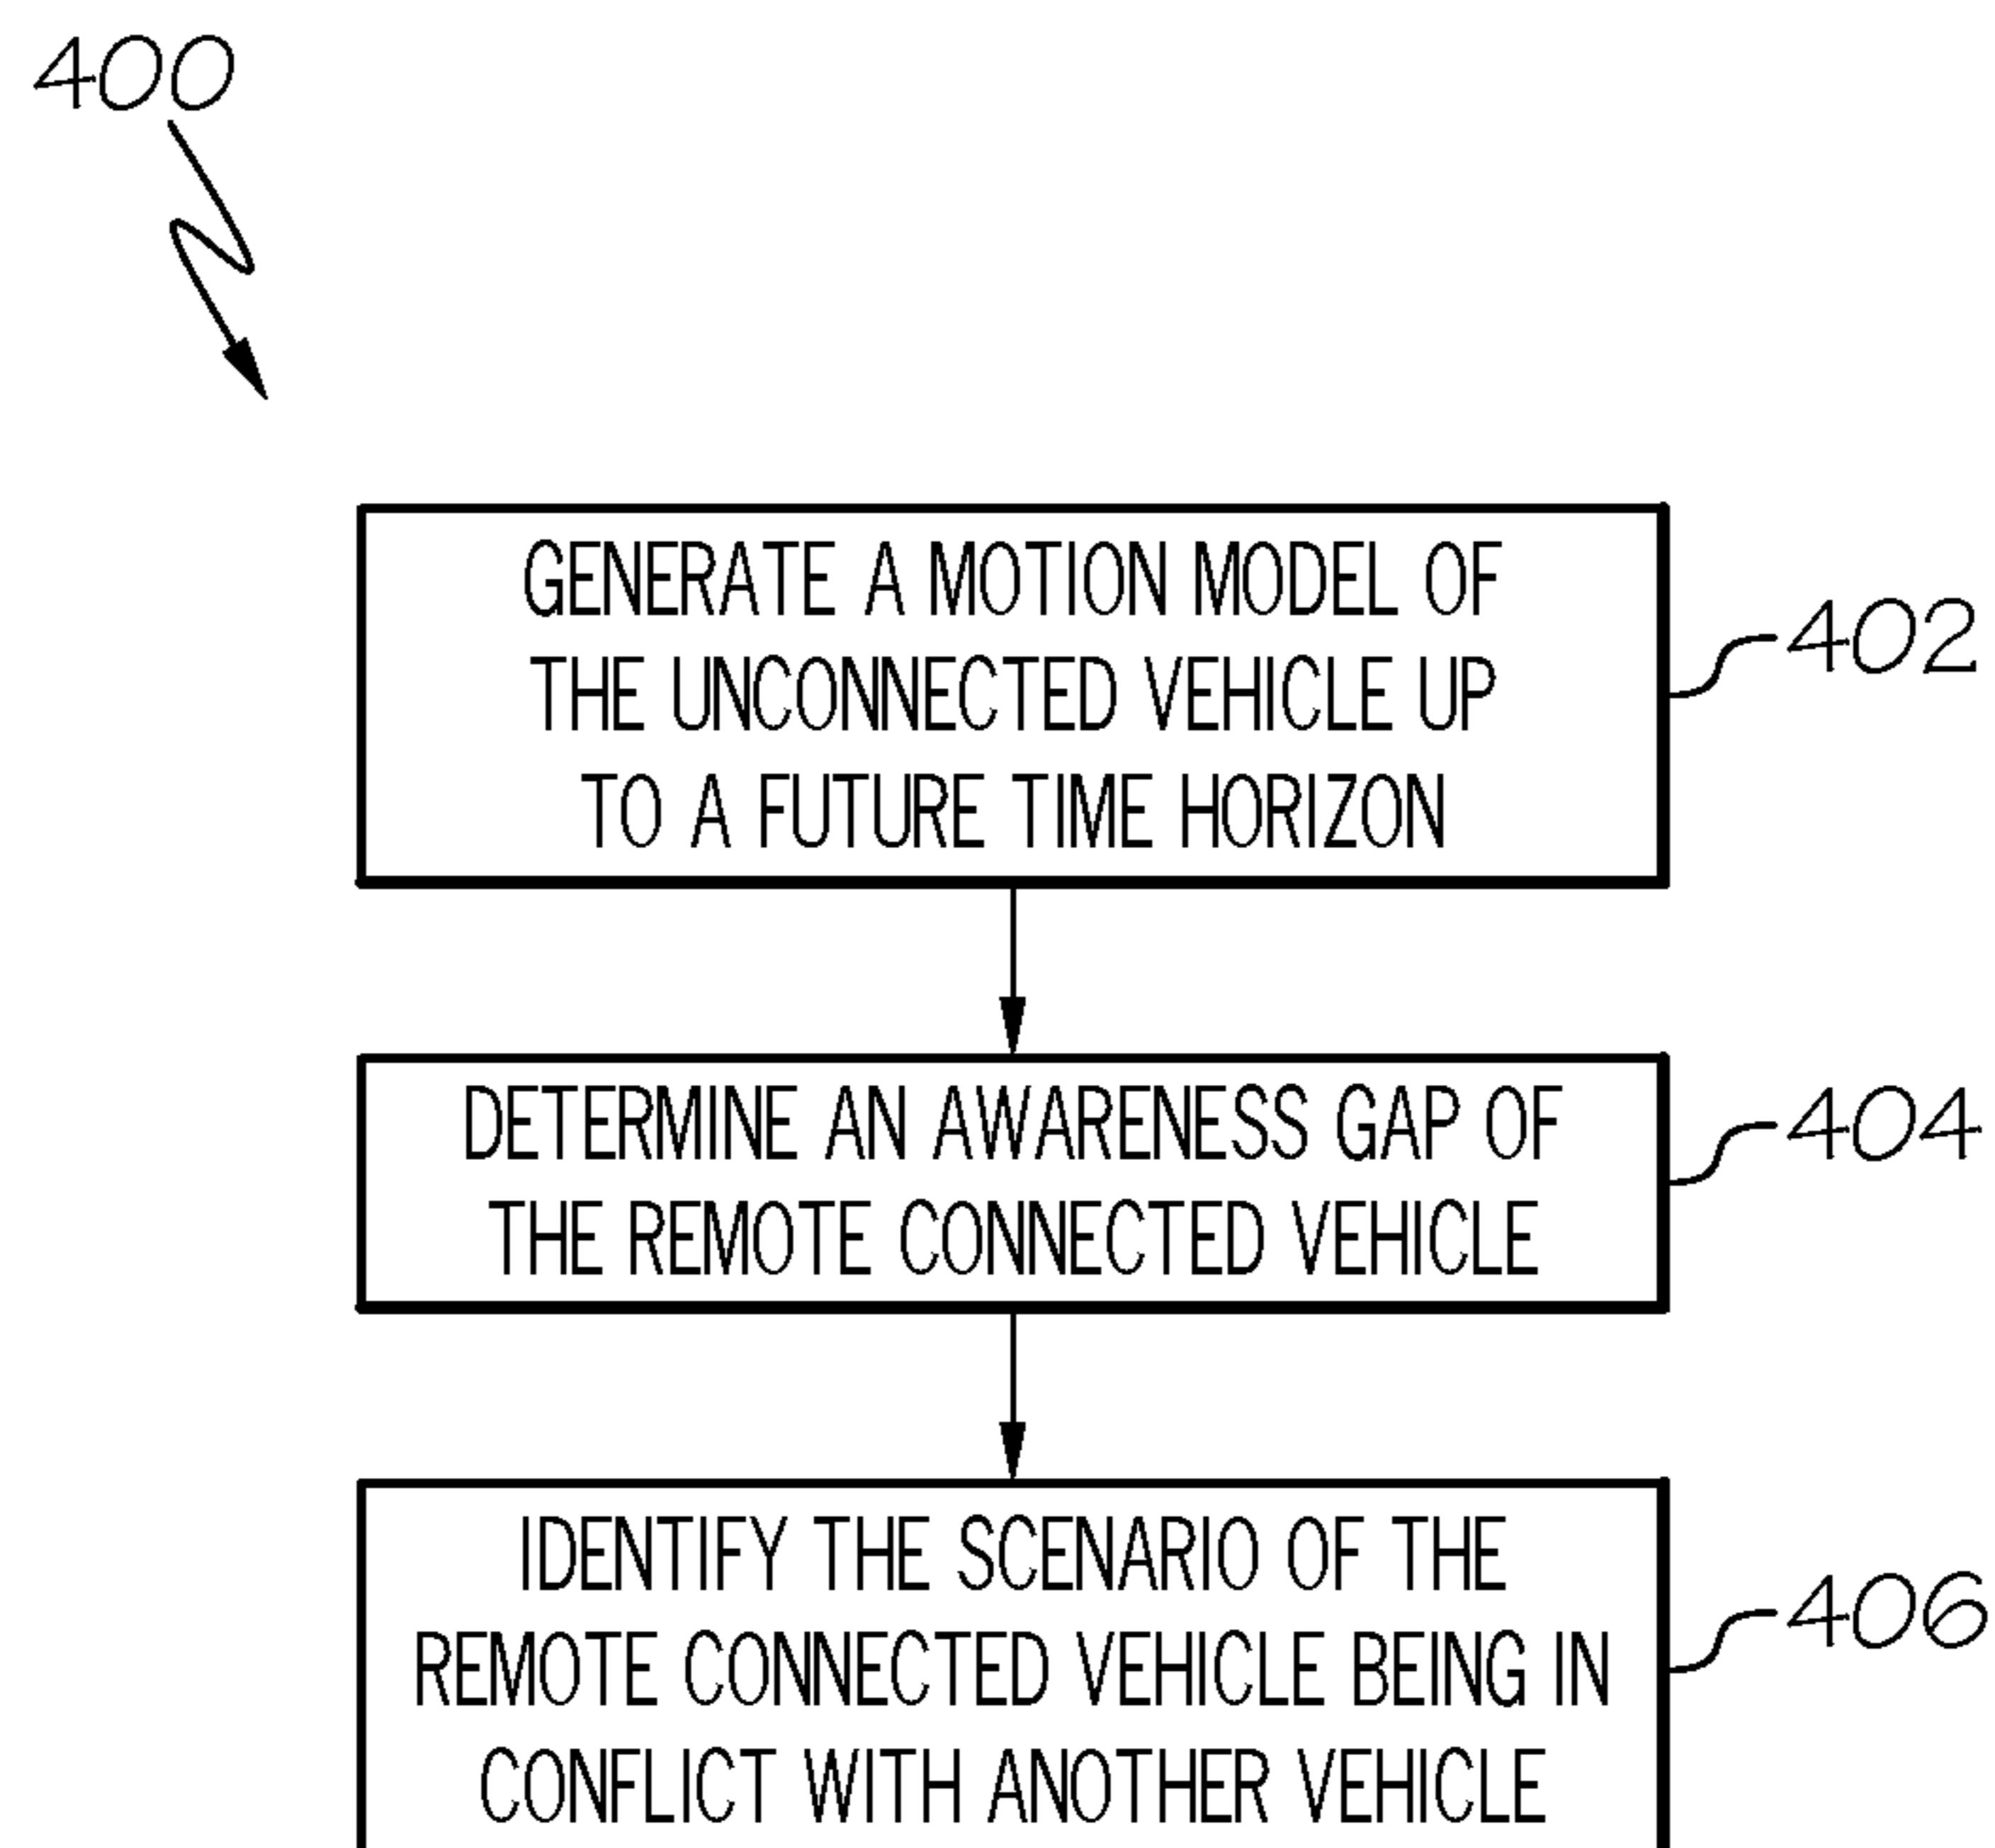 400
GENERATE A MOTION MODEL OF
THE UNCONNECTED VEHICLE UP
TO A FUTURE TIME HORIZON
402
DETERMINE AN AWARENESS GAP OF
THE REMOTE CONNECTED VEHICLE
404
IDENTIFY THE SCENARIO OF THE
REMOTE CONNECTED VEHICLE BEING IN
CONFLICT WITH ANOTHER VEHICLE
406